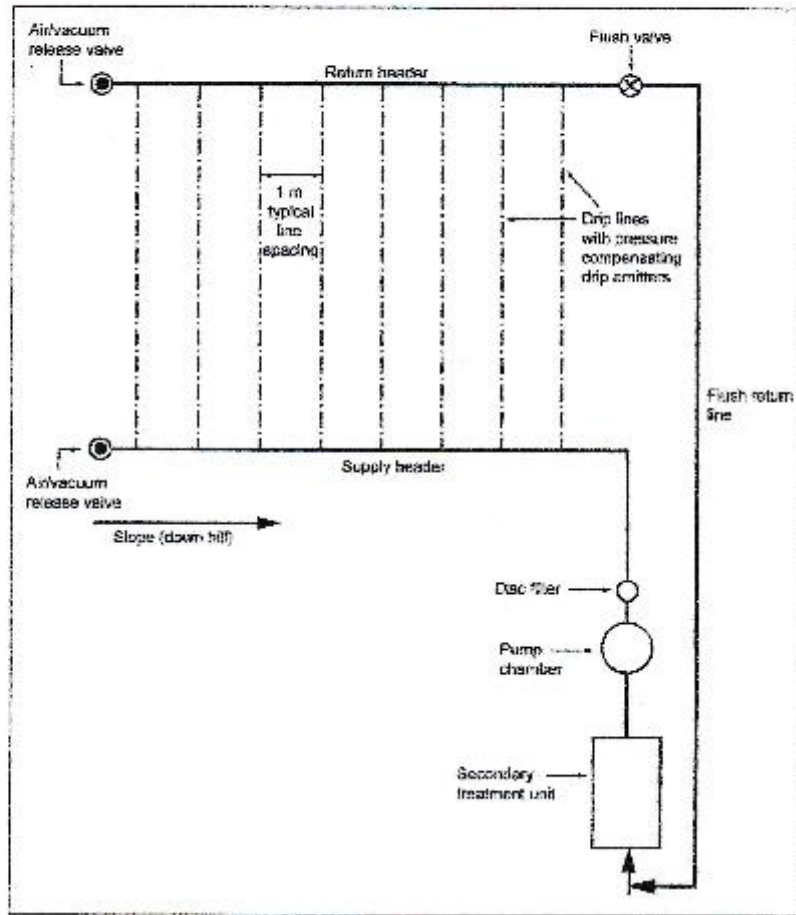 Air/vacuum
release valve
Flush valve
Return header
1 m
typical
line
spacing
Drip lines
with pressure
compensating
drip emitters
Flush return
line
Supply header
Air/vacuum
release valve
Slope (down hill)
Disc filter
Pump
chamber
Secondary
treatment unit